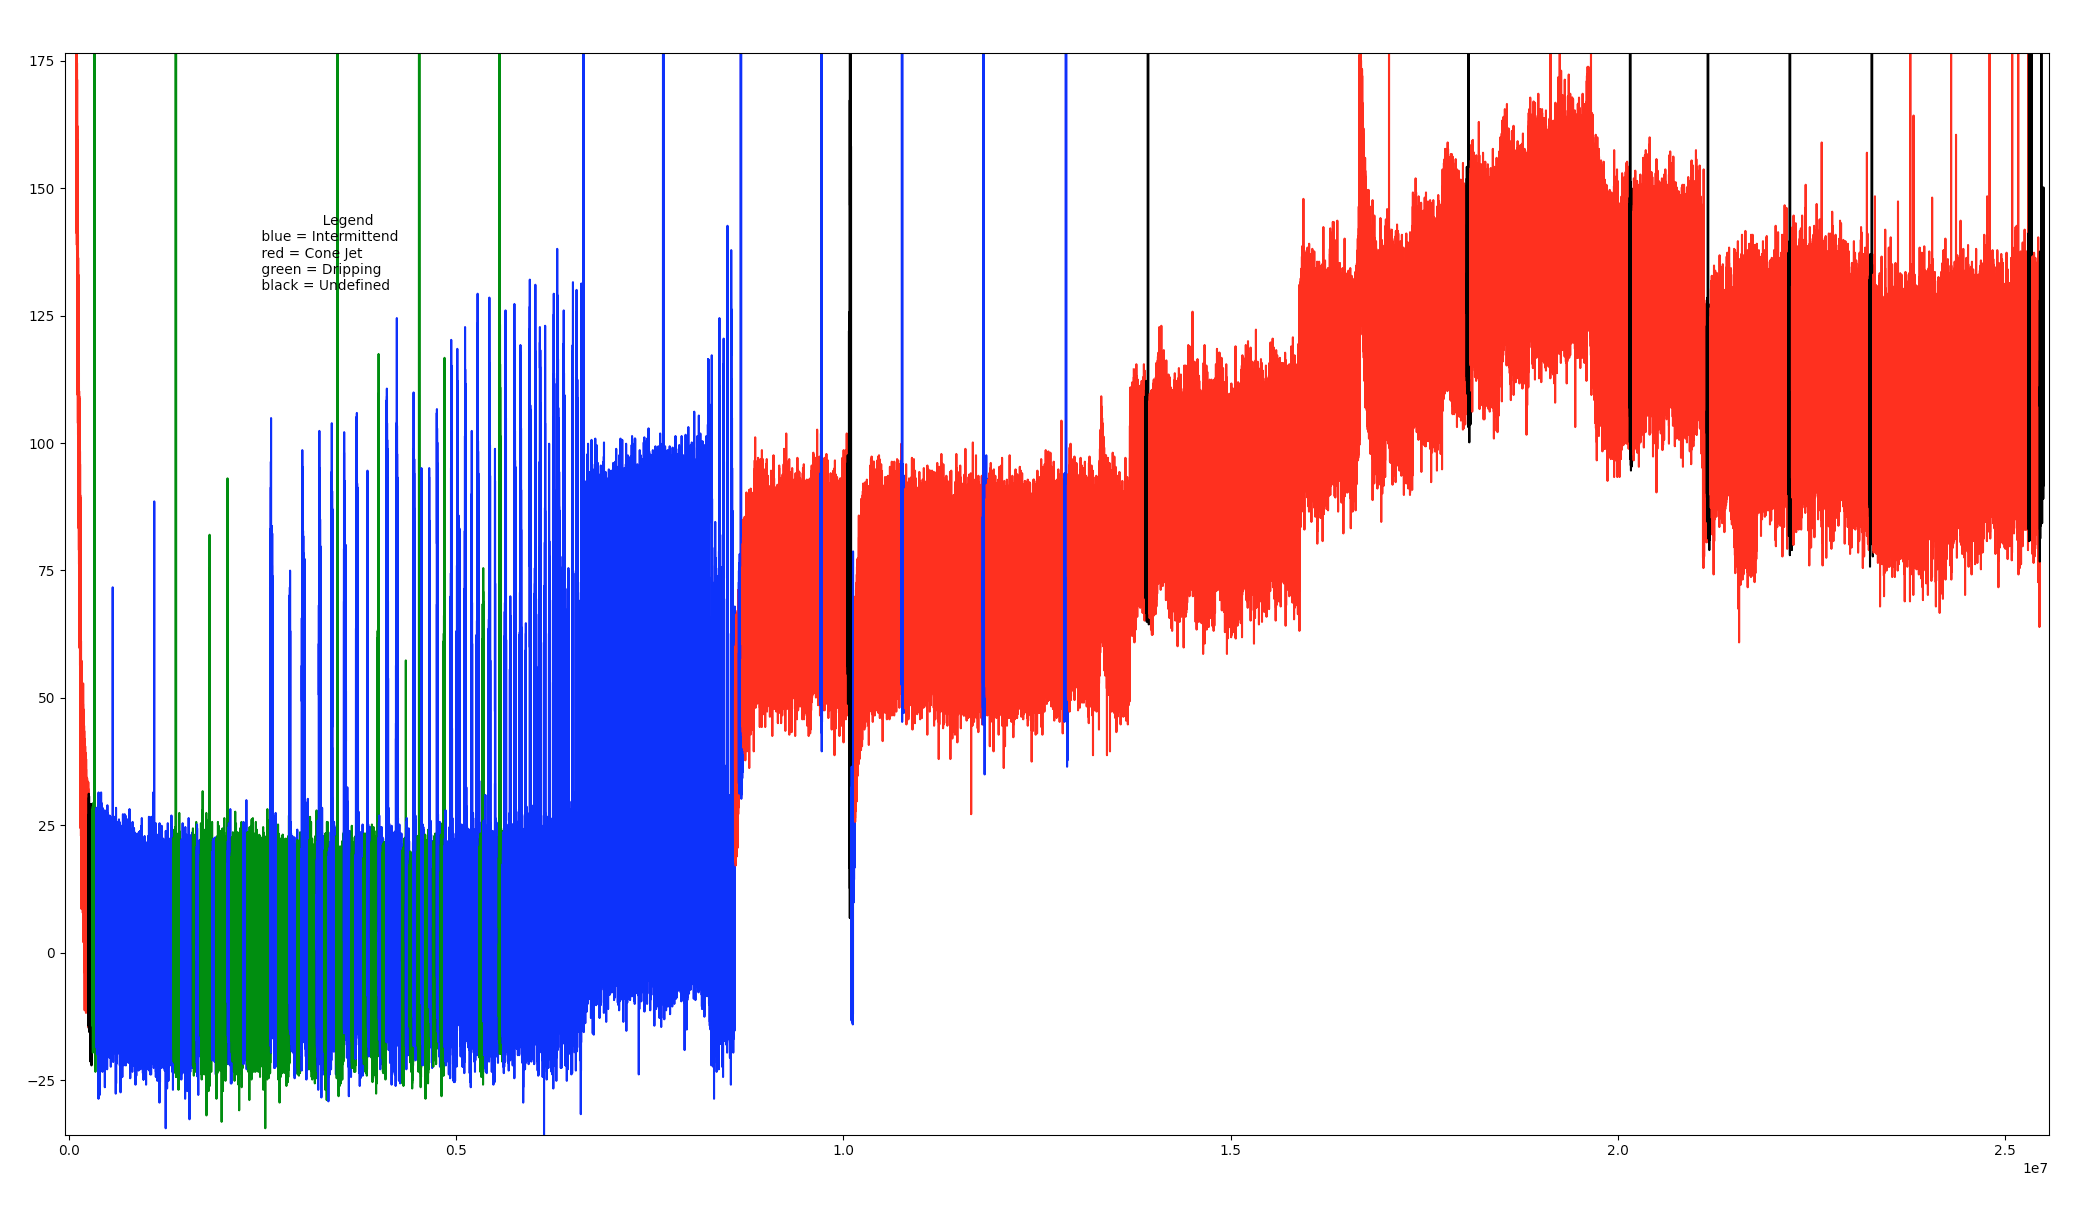 175
150
125
100
75
50
25
0
−25
Legend
blue = Intermittend
red = Cone Jet
green = Dripping
black = Undefined
0.0 0.5 1.0 1.5 2.0 2.5
1e7